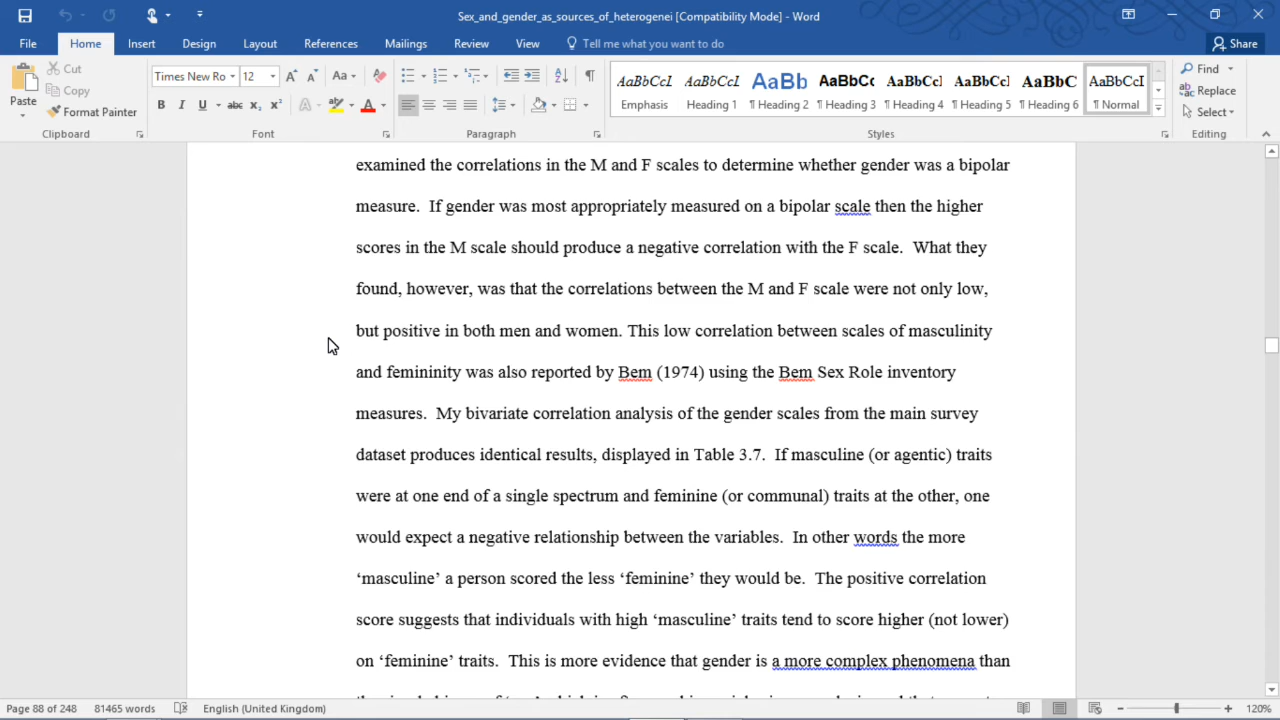 Sex_and_gender_as_sources_of_heterogenei [Compatibility Mode] - Word
File Home Insert Design Layout References Mailings Review View Tell me what you want to do Share
Paste
Cut
Copy
Format Painter
Clipboard
Times New Ro 12
Aa
B I U abc x₂ x²
Font
Paragraph
AaBbCcI Emphasis
AaBbCcI Heading 1
AaBb ¶ Heading 2
AaBbCc ¶ Heading 3
AaBbCcI ¶ Heading 4
AaBbCcI ¶ Heading 5
AaBbC ¶ Heading 6
AaBbCcI ¶ Normal
Styles
Find
Replace
Select
Editing
examined the correlations in the M and F scales to determine whether gender was a bipolar
measure.  If gender was most appropriately measured on a bipolar scale then the higher
scores in the M scale should produce a negative correlation with the F scale.  What they
found, however, was that the correlations between the M and F scale were not only low,
but positive in both men and women. This low correlation between scales of masculinity
and femininity was also reported by Bem (1974) using the Bem Sex Role inventory
measures.  My bivariate correlation analysis of the gender scales from the main survey
dataset produces identical results, displayed in Table 3.7.  If masculine (or agentic) traits
were at one end of a single spectrum and feminine (or communal) traits at the other, one
would expect a negative relationship between the variables.  In other words the more
‘masculine’ a person scored the less ‘feminine’ they would be.  The positive correlation
score suggests that individuals with high ‘masculine’ traits tend to score higher (not lower)
on ‘feminine’ traits.  This is more evidence that gender is a more complex phenomena than
Page 88 of 248 81465 words English (United Kingdom) 120%